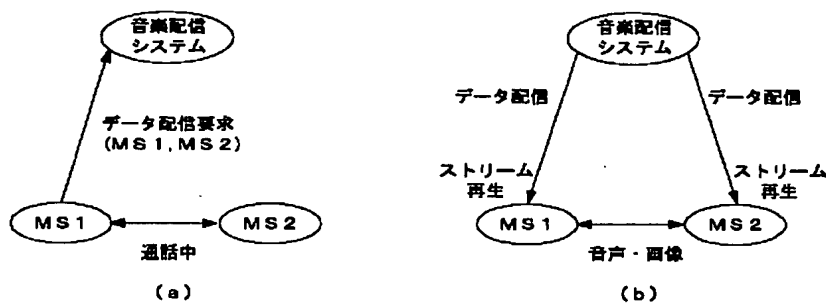 音楽配信
システム
データ配信要求
(MS1,MS2)
MS1
MS2
通話中
(a)
音楽配信
システム
データ配信
データ配信
ストリーム
再生
ストリーム
再生
MS1
MS2
音声・画像
(b)